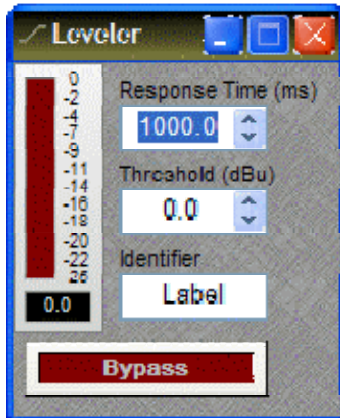 Leveler
0
-2
-4
-7
-9
-11
-14
-16
-18
-20
-22
26
0.0
Response Time (ms)
1000.0
Threshold (dBu)
0.0
Identifier
Label
Bypass